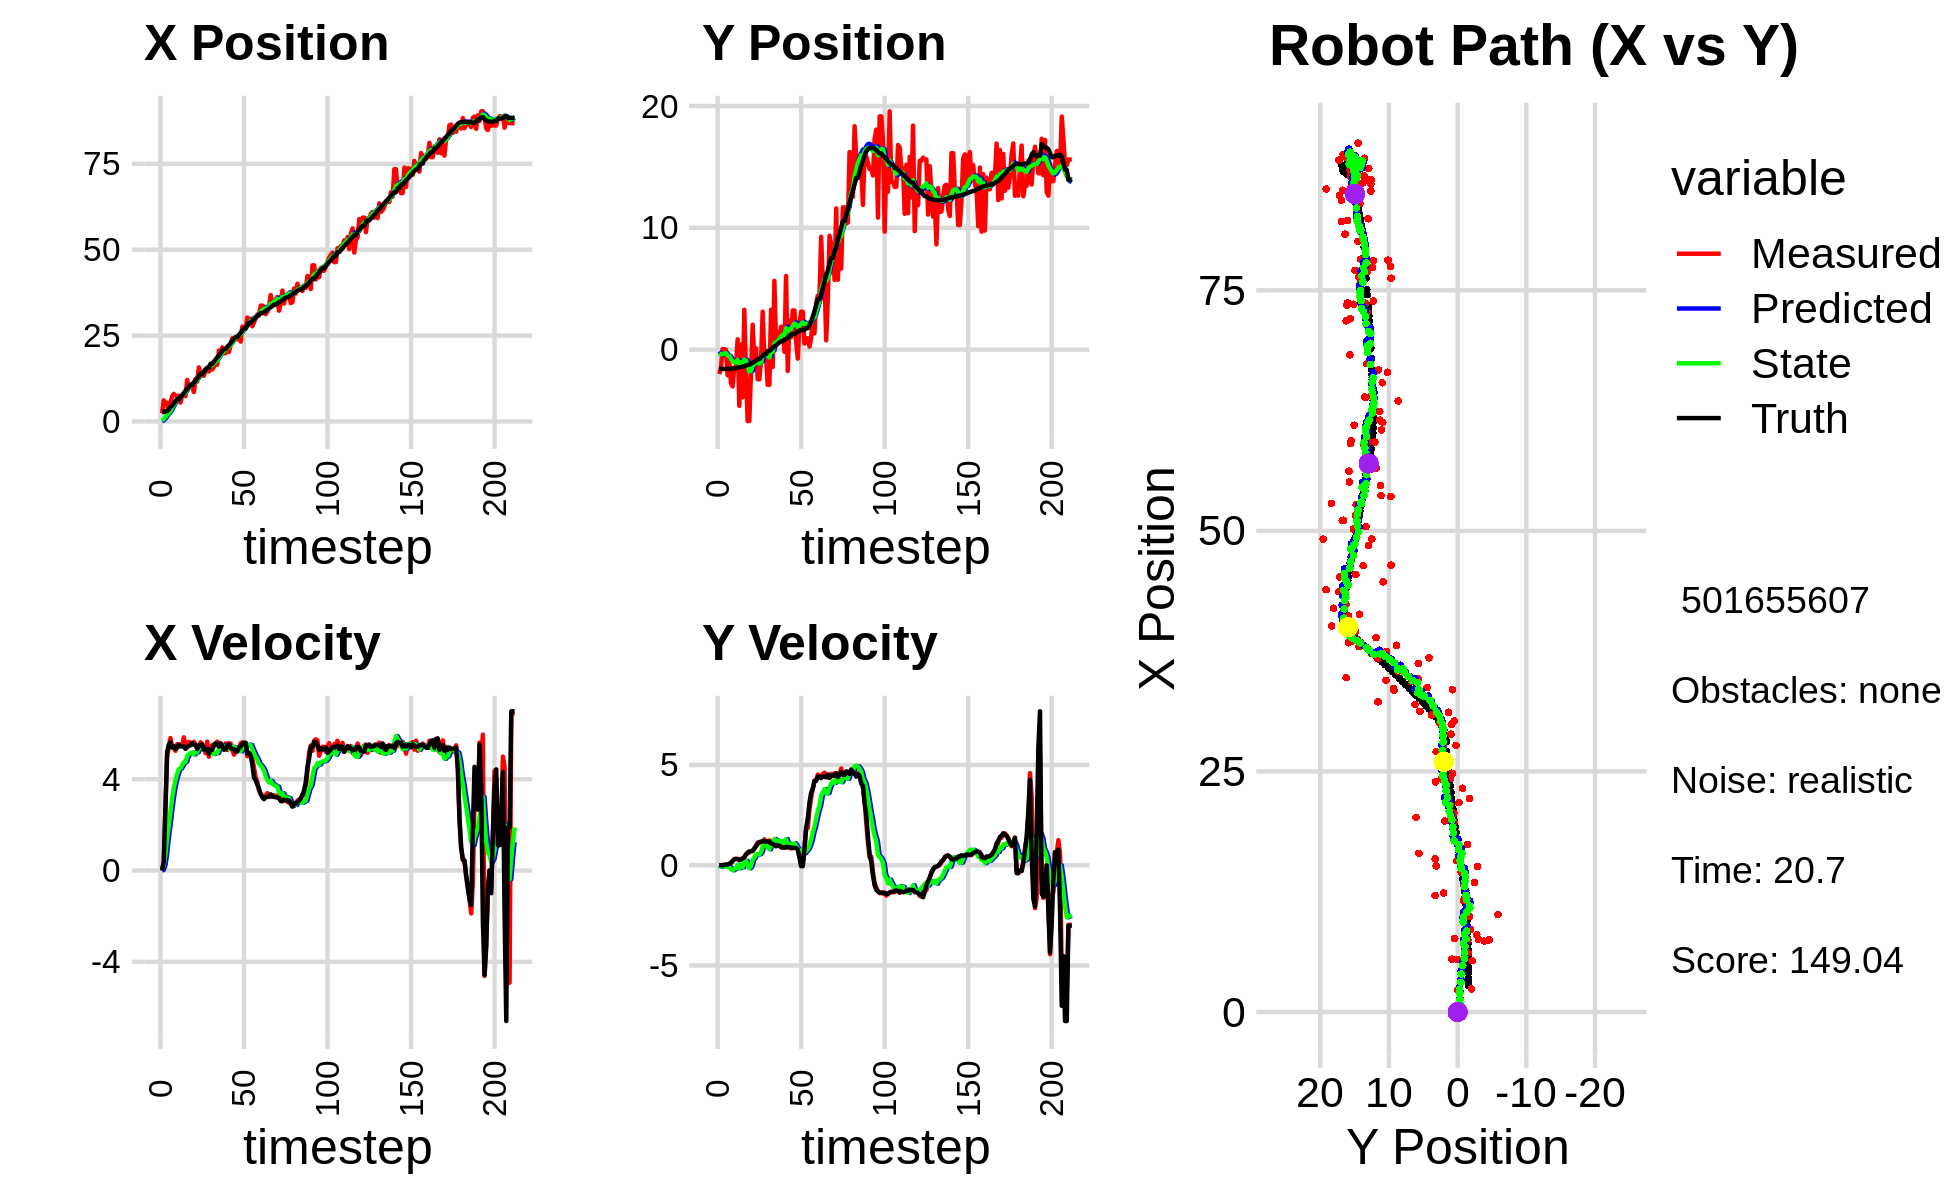 X Position
75
50
25
0
0
50
100
150
200
timestep
Y Position
20
10
0
0
50
100
150
200
timestep
X Velocity
4
0
-4
0
50
100
150
200
timestep
Y Velocity
5
0
-5
0
50
100
150
200
timestep
Robot Path (X vs Y)
X Position
75
50
25
0
20 10 0 -10 -20
Y Position
variable
Measured
Predicted
State
Truth
501655607
Obstacles: none
Noise: realistic
Time: 20.7
Score: 149.04